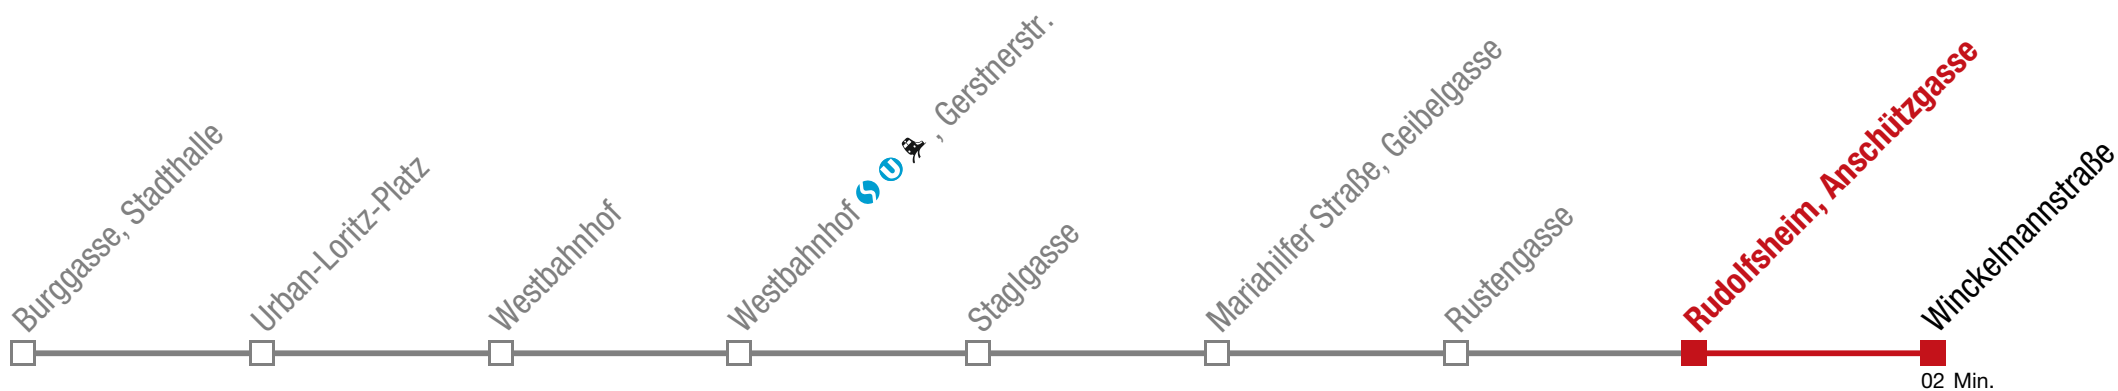 Burggasse, Stadthalle
Urban-Loritz-Platz
Westbahnhof
Westbahnhof S U , Gerstnerstr.
Staglgasse
Mariahilfer Straße, Geibelgasse
Rustengasse
Rudolfsheim, Anschützgasse
Winckelmannstraße
02 Min.